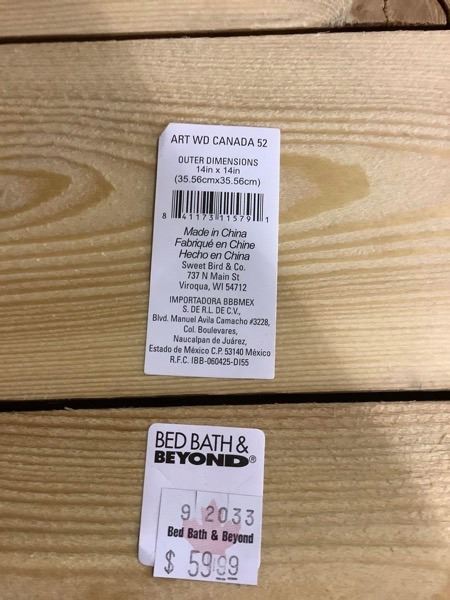 ART WD CANADA 52
OUTER DIMENSIONS
14in x 14in
(35.56cmx35.56cm)
8 41173 11579 1
Made in China
Fabriqué en Chine
Hecho en China
Sweet Bird & Co.
737 N Main St
Viroqua, WI 54712
IMPORTADORA BBBMEX
S. DE R.L. DE C.V.,
Blvd. Manuel Avila Camacho #3228,
Col. Boulevares,
Naucalpan de Juárez,
Estado de México C.P. 53140 México
R.F.C. IBB-060425-DI55
BED BATH &
BEYOND®
9 2033
Bed Bath & Beyond
$ 59.99